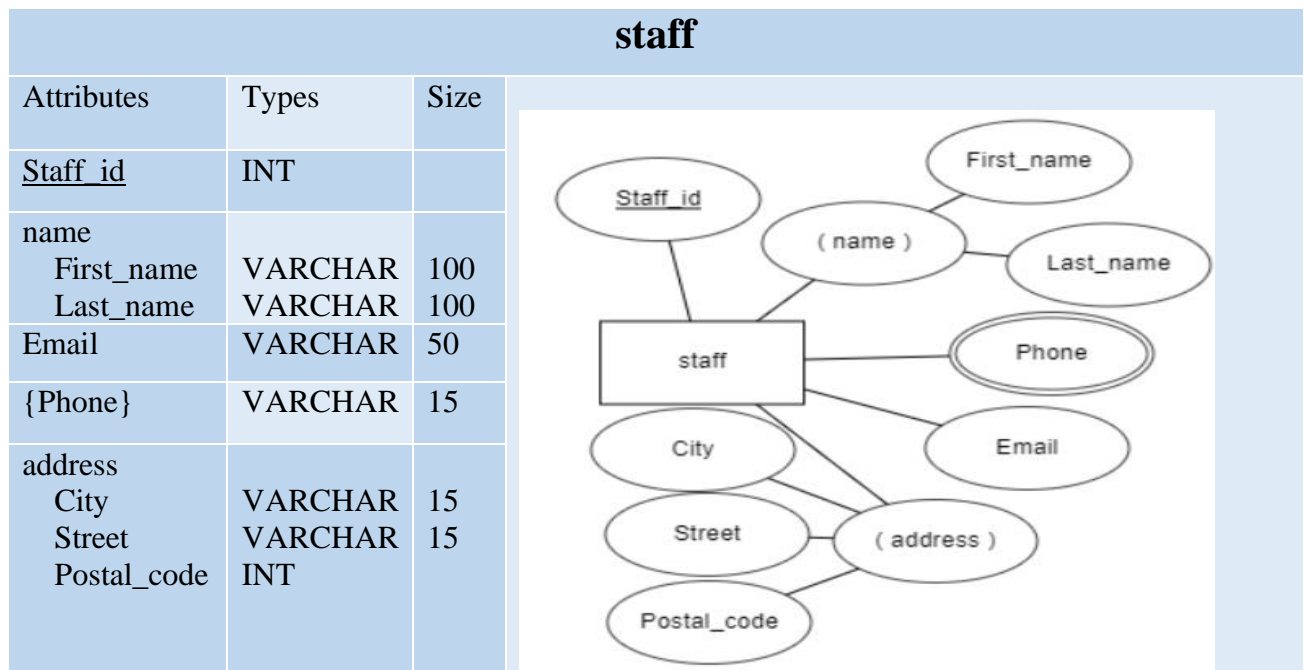 staff
Attributes Types Size
Staff_id INT
name
First_name VARCHAR 100
Last_name VARCHAR 100
Email VARCHAR 50
{Phone} VARCHAR 15
address
City VARCHAR 15
Street VARCHAR 15
Postal_code INT
First_name
Staff_id
( name )
Last_name
staff
Phone
City
Email
Street
( address )
Postal_code